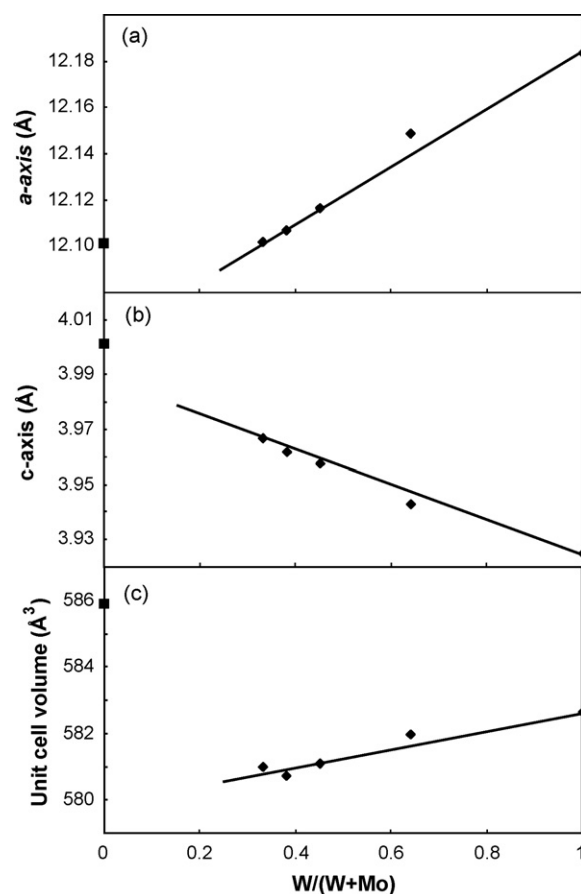 (a)
a-axis (Å)
12.18
12.16
12.14
12.12
12.10
(b)
c-axis (Å)
4.01
3.99
3.97
3.95
3.93
(c)
Unit cell volume (Å³)
586
584
581
580
0 0.2 0.4 0.6 0.8 1
W/(W+Mo)